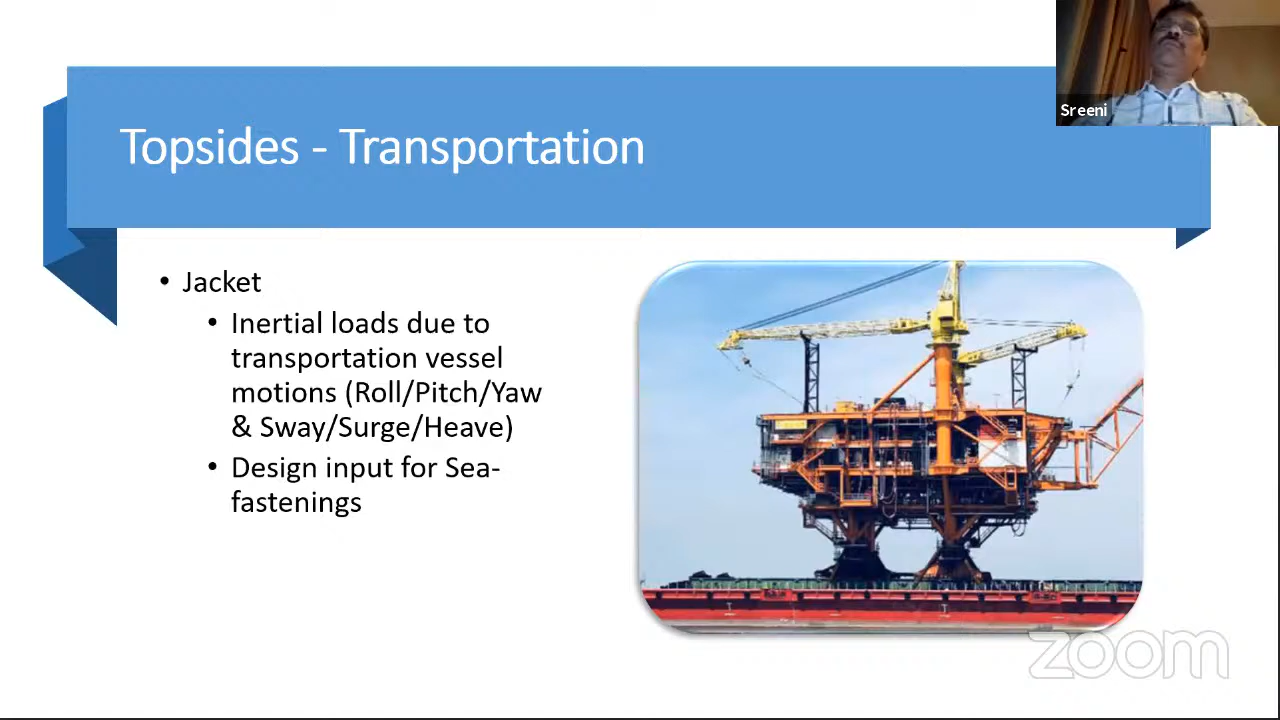 Sreeni
Topsides - Transportation
• Jacket
• Inertial loads due to
transportation vessel
motions (Roll/Pitch/Yaw
& Sway/Surge/Heave)
• Design input for Sea-
fastenings
zoom